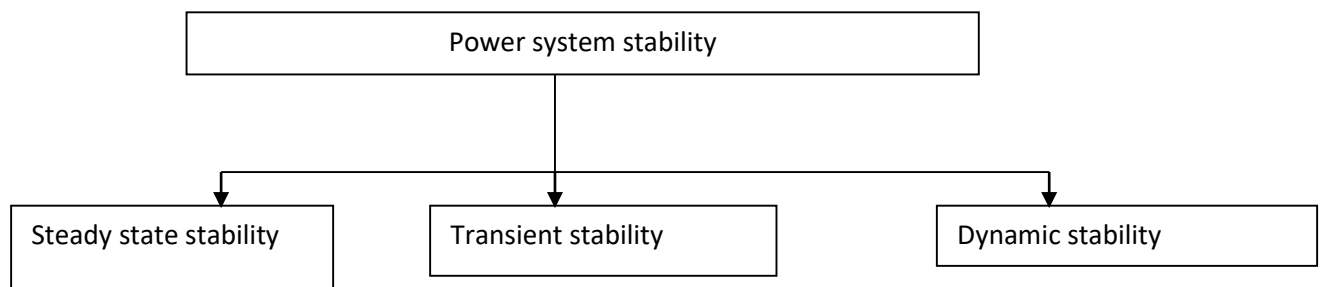 Power system stability
Steady state stability
Transient stability
Dynamic stability